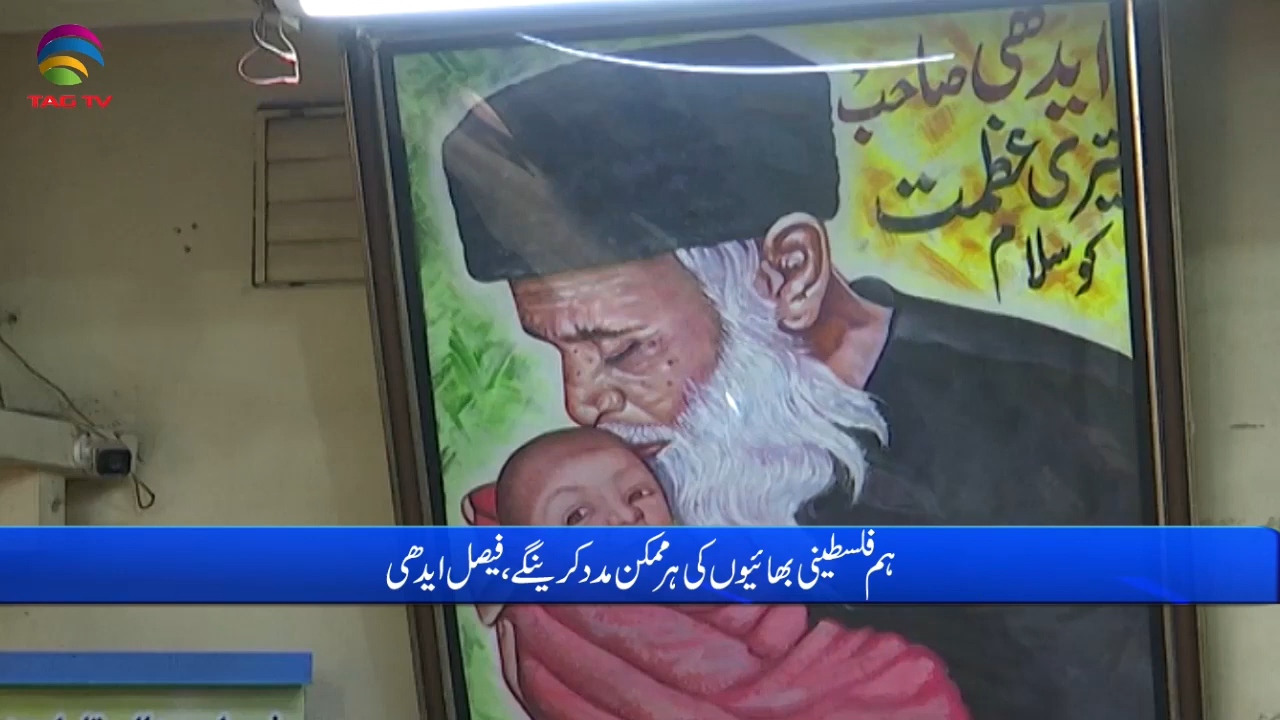 TAG TV
ایدھی صاحب
تیری عظمت
کو سلام
ہم فلسطینی بھائیوں کی ہر ممکن مدد کرینگے، فیصل ایدھی